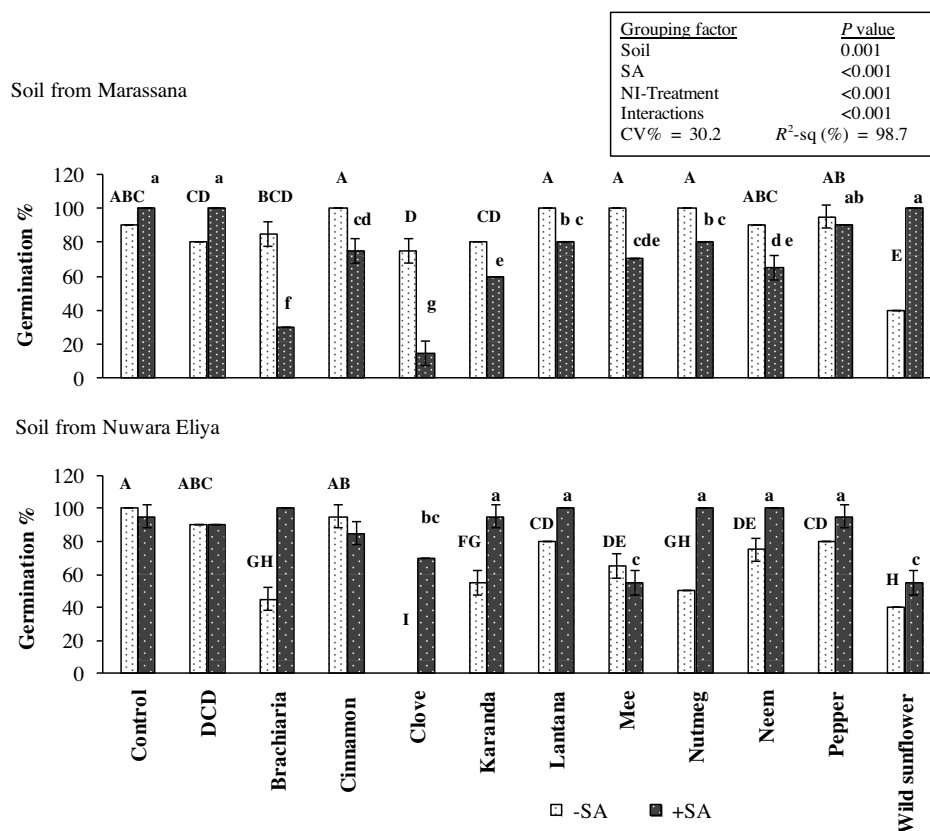 Grouping factor P value
Soil 0.001
SA <0.001
NI-Treatment <0.001
Interactions <0.001
CV% = 30.2 R²-sq (%) = 98.7
Soil from Marassana
Germination %
120
100
80
60
40
20
0
ABC a CD a BCD f A cd D g CD e A b c A cde A b c ABC d e AB ab E a
Soil from Nuwara Eliya
Germination %
120
100
80
60
40
20
0
A ABC GH AB I bc FG a CD a DE c GH a DE a CD a H c
Control
DCD
Brachiaria
Cinnamon
Clove
Karanda
Lantana
Mee
Nutmeg
Neem
Pepper
Wild sunflower
-SA +SA